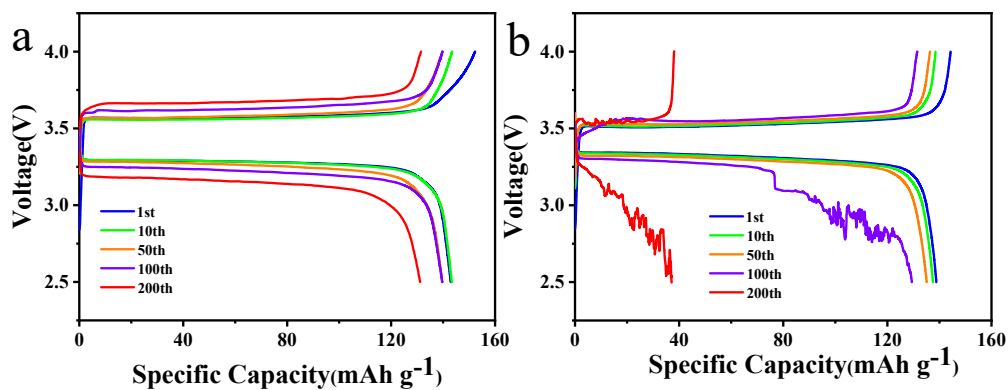 a
4.0
3.5
3.0
2.5
Voltage(V)
1st
10th
50th
100th
200th
0 40 80 120 160
Specific Capacity(mAh g-1)
b
4.0
3.5
3.0
2.5
Voltage(V)
1st
10th
50th
100th
200th
0 40 80 120 160
Specific Capacity(mAh g-1)